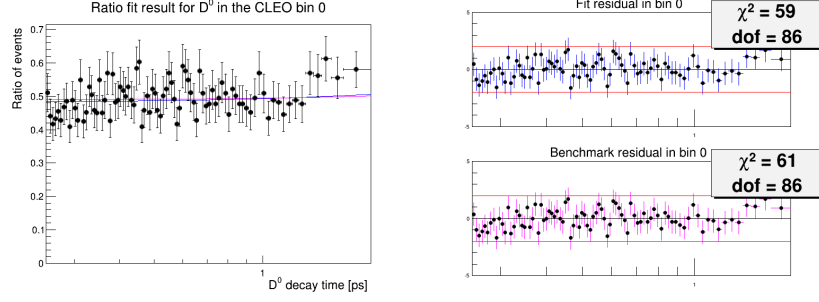 Ratio fit result for D⁰ in the CLEO bin 0
Ratio of events
0.7
0.6
0.5
0.4
0.3
0.2
0.1
0
1
D⁰ decay time [ps]
Fit residual in bin 0
χ² = 59
dof = 86
5
0
-5
1
Benchmark residual in bin 0
χ² = 61
dof = 86
5
0
-5
1